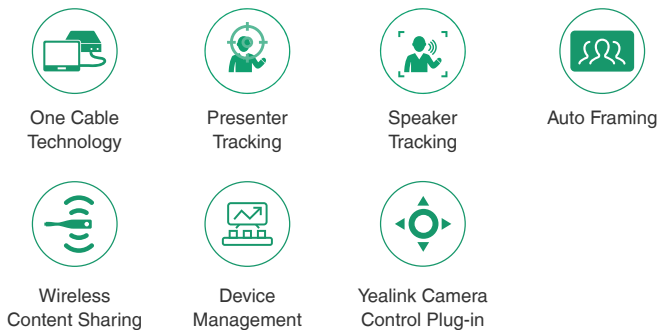 One Cable
Technology
Presenter
Tracking
Speaker
Tracking
Auto Framing
Wireless
Content Sharing
Device
Management
Yealink Camera
Control Plug-in